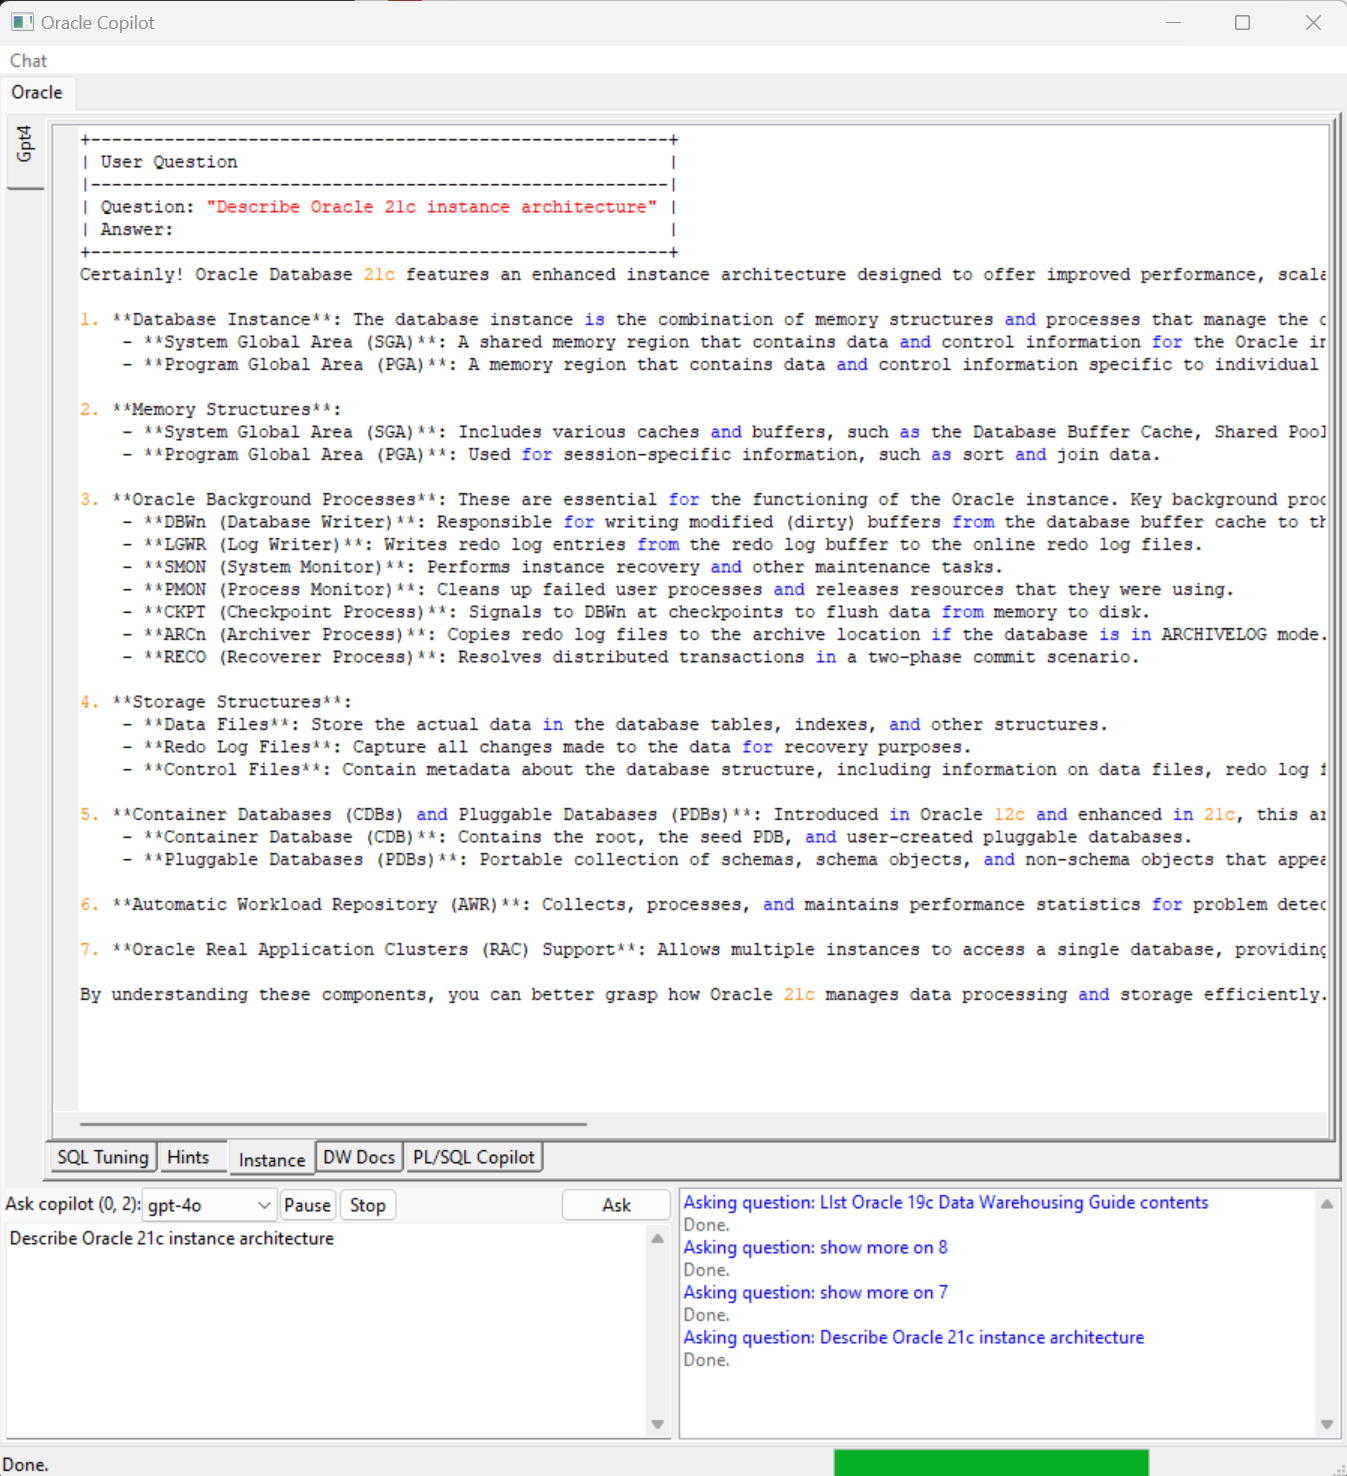 Oracle Copilot
Chat
Oracle
Gpt4
+-------------------------------------------------------+
| User Question |
|-------------------------------------------------------|
| Question: "Describe Oracle 21c instance architecture" |
| Answer: |
+-------------------------------------------------------+
Certainly! Oracle Database 21c features an enhanced instance architecture designed to offer improved performance, scala
1. **Database Instance**: The database instance is the combination of memory structures and processes that manage the
- **System Global Area (SGA)**: A shared memory region that contains data and control information for the Oracle in
- **Program Global Area (PGA)**: A memory region that contains data and control information specific to individual
2. **Memory Structures**:
- **System Global Area (SGA)**: Includes various caches and buffers, such as the Database Buffer Cache, Shared Pool
- **Program Global Area (PGA)**: Used for session-specific information, such as sort and join data.
3. **Oracle Background Processes**: These are essential for the functioning of the Oracle instance. Key background proc
- **DBWn (Database Writer)**: Responsible for writing modified (dirty) buffers from the database buffer cache to th
- **LGWR (Log Writer)**: Writes redo log entries from the redo log buffer to the online redo log files.
- **SMON (System Monitor)**: Performs instance recovery and other maintenance tasks.
- **PMON (Process Monitor)**: Cleans up failed user processes and releases resources that they were using.
- **CKPT (Checkpoint Process)**: Signals to DBWn at checkpoints to flush data from memory to disk.
- **ARCn (Archiver Process)**: Copies redo log files to the archive location if the database is in ARCHIVELOG mode.
- **RECO (Recoverer Process)**: Resolves distributed transactions in a two-phase commit scenario.
4. **Storage Structures**:
- **Data Files**: Store the actual data in the database tables, indexes, and other structures.
- **Redo Log Files**: Capture all changes made to the data for recovery purposes.
- **Control Files**: Contain metadata about the database structure, including information on data files, redo log f
5. **Container Databases (CDBs) and Pluggable Databases (PDBs)**: Introduced in Oracle 12c and enhanced in 21c, this ar
- **Container Database (CDB)**: Contains the root, the seed PDB, and user-created pluggable databases.
- **Pluggable Databases (PDBs)**: Portable collection of schemas, schema objects, and non-schema objects that appea
6. **Automatic Workload Repository (AWR)**: Collects, processes, and maintains performance statistics for problem detec
7. **Oracle Real Application Clusters (RAC) Support**: Allows multiple instances to access a single database, providing
By understanding these components, you can better grasp how Oracle 21c manages data processing and storage efficiently.
SQL Tuning Hints Instance DW Docs PL/SQL Copilot
Ask copilot (0, 2): gpt-4o Pause Stop Ask
Describe Oracle 21c instance architecture
Asking question: LIst Oracle 19c Data Warehousing Guide contents
Done.
Asking question: show more on 8
Done.
Asking question: show more on 7
Done.
Asking question: Describe Oracle 21c instance architecture
Done.
Done.